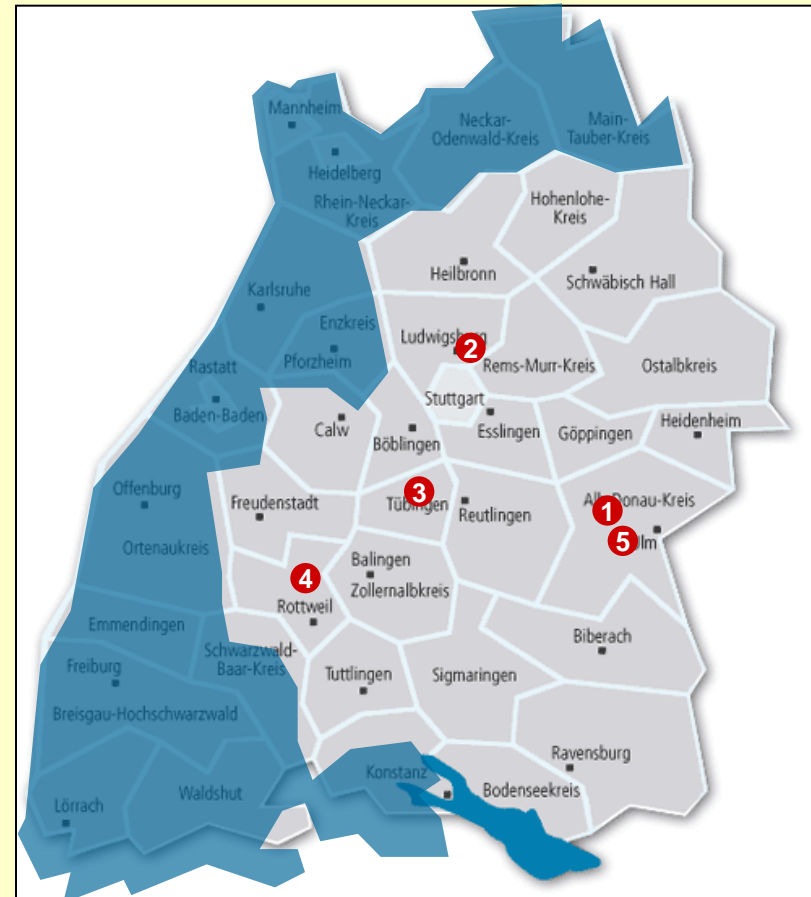 Mannheim
Neckar-
Odenwald-Kreis
Main-
Tauber-Kreis
Heidelberg
Rhein-Neckar-
Kreis
Hohenlohe-
Kreis
Heilbronn
Schwäbisch Hall
Karlsruhe
Enzkreis
Pforzheim
Ludwigsburg
2
Rems-Murr-Kreis
Ostalbkreis
Rastatt
Baden-Baden
Stuttgart
Calw
Böblingen
Esslingen
Göppingen
Heidenheim
Offenburg
Freudenstadt
3
Tübingen
Reutlingen
Alb-Donau-Kreis
1
5
Ulm
Ortenaukreis
4
Rottweil
Balingen
Zollernalbkreis
Emmendingen
Schwarzwald-
Baar-Kreis
Biberach
Freiburg
Tuttlingen
Sigmaringen
Breisgau-Hochschwarzwald
Ravensburg
Konstanz
Bodenseekreis
Waldshut
Lörrach